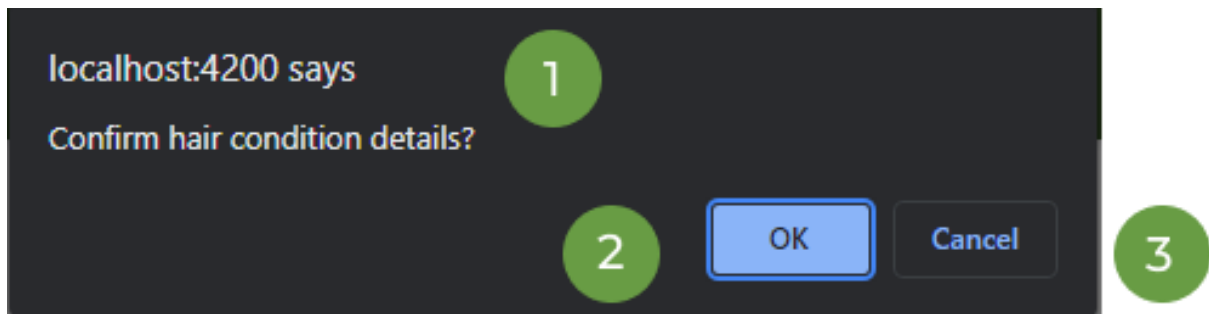 localhost:4200 says
1
Confirm hair condition details?
2
OK
Cancel
3